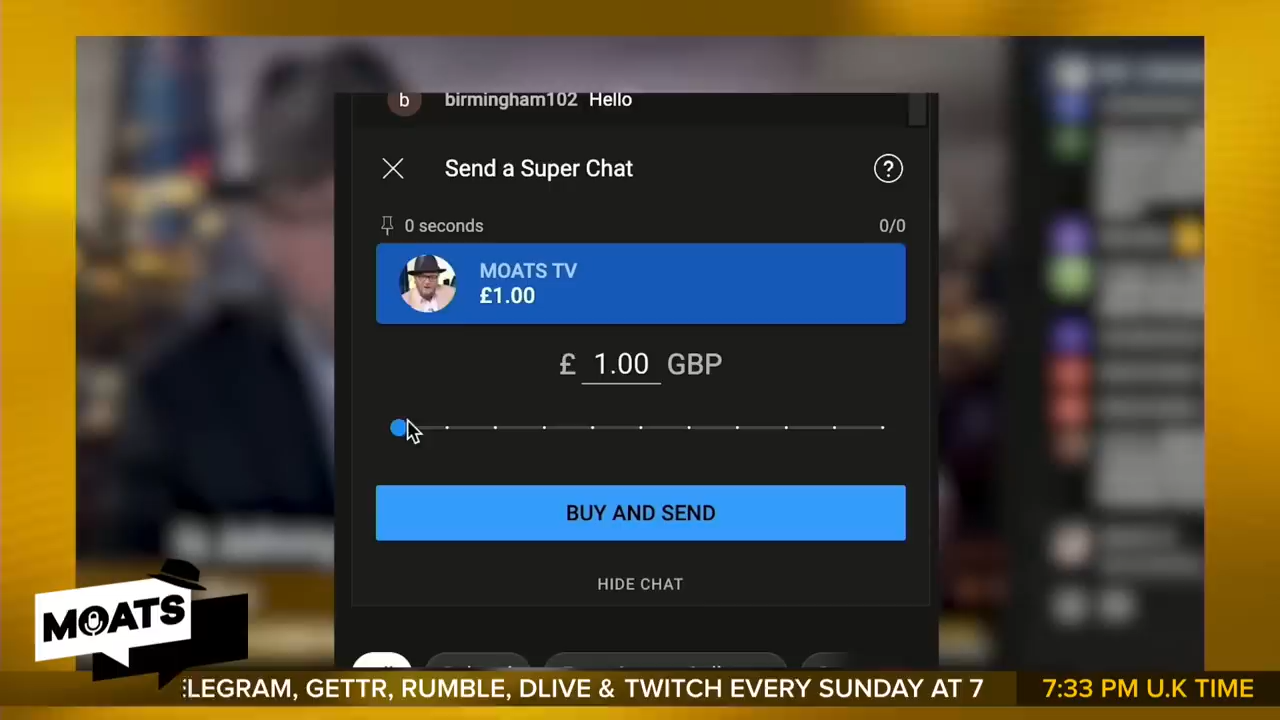 b birmingham102 Hello
Send a Super Chat ?
0 seconds 0/0
MOATS TV
£1.00
£ 1.00 GBP
BUY AND SEND
HIDE CHAT
MOATS
LEGRAM, GETTR, RUMBLE, DLIVE & TWITCH EVERY SUNDAY AT 7 7:33 PM U.K TIME